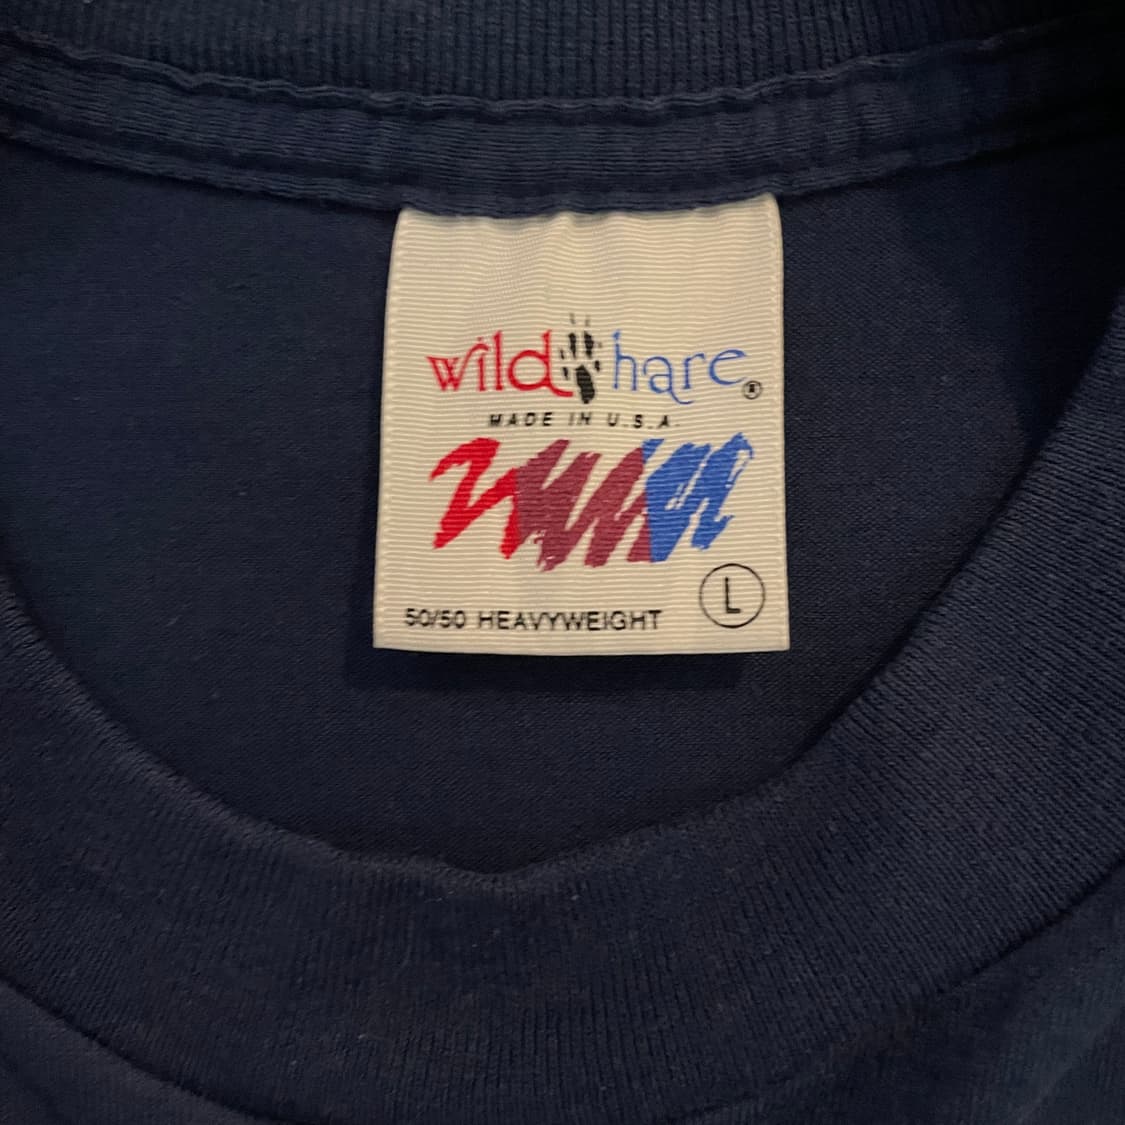 wild hare®
MADE IN U.S.A.
50/50 HEAVYWEIGHT L